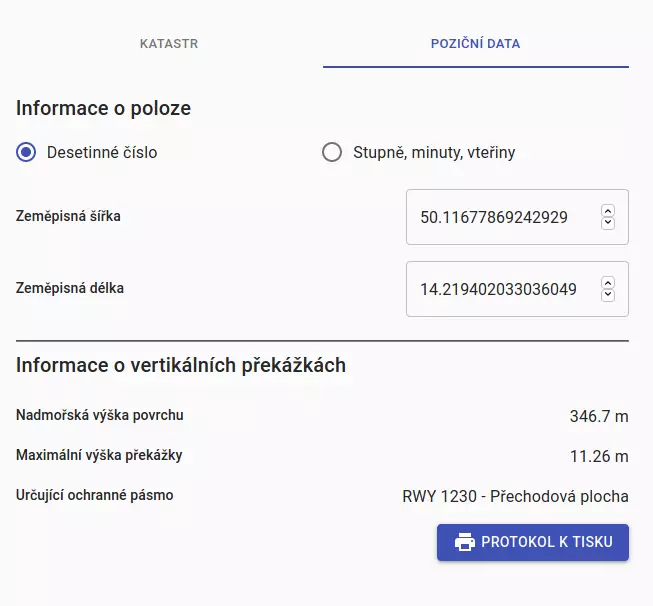 KATASTR
POZIČNÍ DATA
Informace o poloze
Desetinné číslo
Stupně, minuty, vteřiny
Zeměpisná šířka
50.11677869242929
Zeměpisná délka
14.219402033036049
Informace o vertikálních překážkách
Nadmořská výška povrchu
346.7 m
Maximální výška překážky
11.26 m
Určující ochranné pásmo
RWY 1230 - Přechodová plocha
PROTOKOL K TISKU